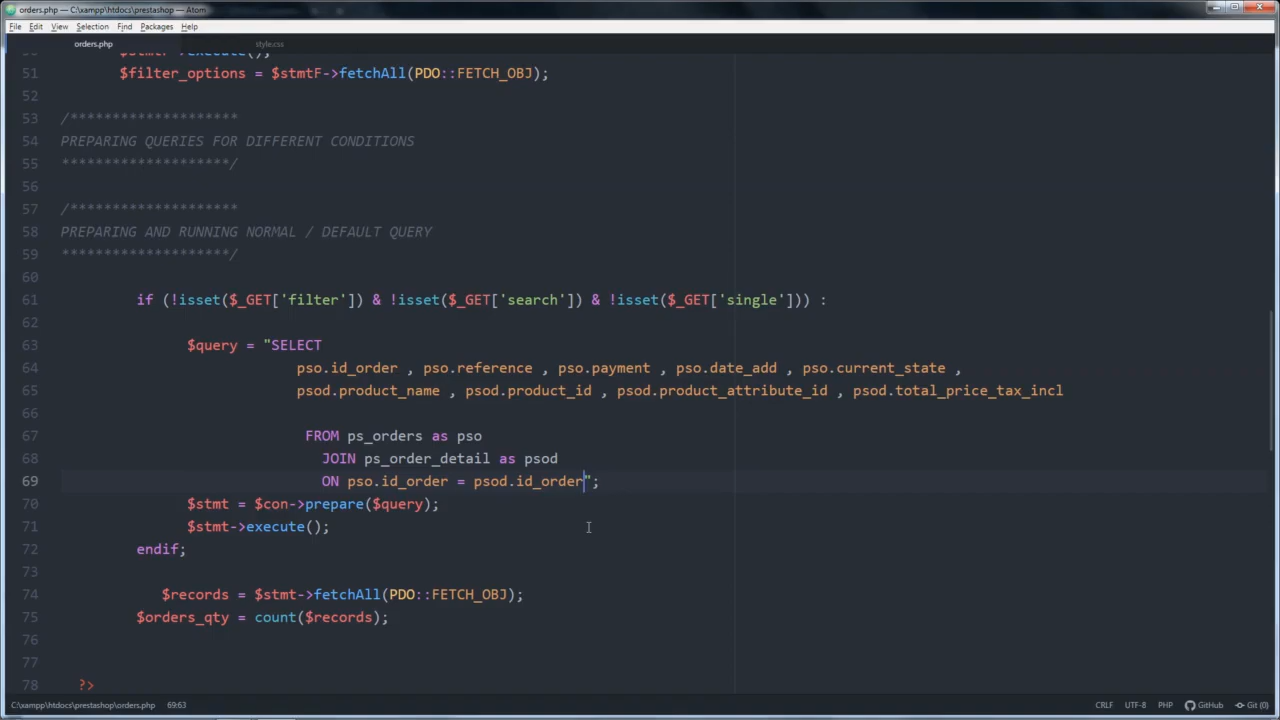 orders.php — C:\xampp\htdocs\prestashop — Atom
File Edit View Selection Find Packages Help
orders.php style.css
51 $filter_options = $stmtF->fetchAll(PDO::FETCH_OBJ);
52
53 /********************
54 PREPARING QUERIES FOR DIFFERENT CONDITIONS
55 ********************/
56
57 /********************
58 PREPARING AND RUNNING NORMAL / DEFAULT QUERY
59 ********************/
60
61 if (!isset($_GET['filter']) & !isset($_GET['search']) & !isset($_GET['single'])) :
62
63 $query = "SELECT
64 pso.id_order , pso.reference , pso.payment , pso.date_add , pso.current_state ,
65 psod.product_name , psod.product_id , psod.product_attribute_id , psod.total_price_tax_incl
66
67 FROM ps_orders as pso
68 JOIN ps_order_detail as psod
69 ON pso.id_order = psod.id_order";
70 $stmt = $con->prepare($query);
71 $stmt->execute();
72 endif;
73
74 $records = $stmt->fetchAll(PDO::FETCH_OBJ);
75 $orders_qty = count($records);
76
77
78 ?>
C:\xampp\htdocs\prestashop\orders.php 69:63 CRLF UTF-8 PHP GitHub Git (0)